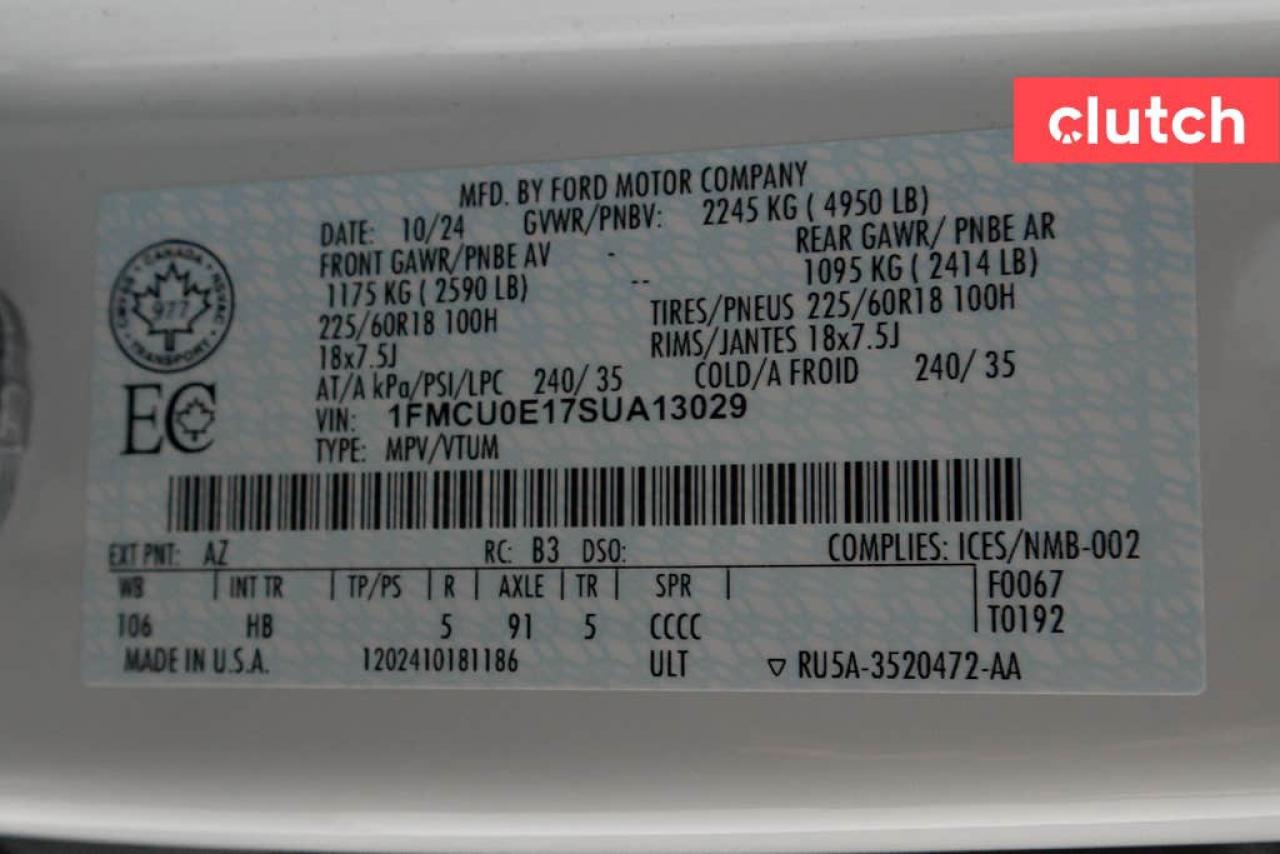 clutch
MFD. BY FORD MOTOR COMPANY
DATE: 10/24 GVWR/PNBV: 2245 KG ( 4950 LB)
FRONT GAWR/PNBE AV - REAR GAWR/ PNBE AR
1175 KG ( 2590 LB) -- 1095 KG ( 2414 LB)
225/60R18 100H TIRES/PNEUS 225/60R18 100H
18x7.5J RIMS/JANTES 18x7.5J
AT/A kPa/PSI/LPC 240/ 35 COLD/A FROID 240/ 35
VIN: 1FMCU0E17SUA13029
TYPE: MPV/VTUM
CANADA
977
TRANSPORT
EC
EXT PNT: AZ RC: B3 DSO: COMPLIES: ICES/NMB-002
WB | INT TR | TP/PS | R | AXLE | TR | SPR | F0067
106 HB 5 91 5 CCCC T0192
MADE IN U.S.A. 1202410181186 ULT ▽ RU5A-3520472-AA